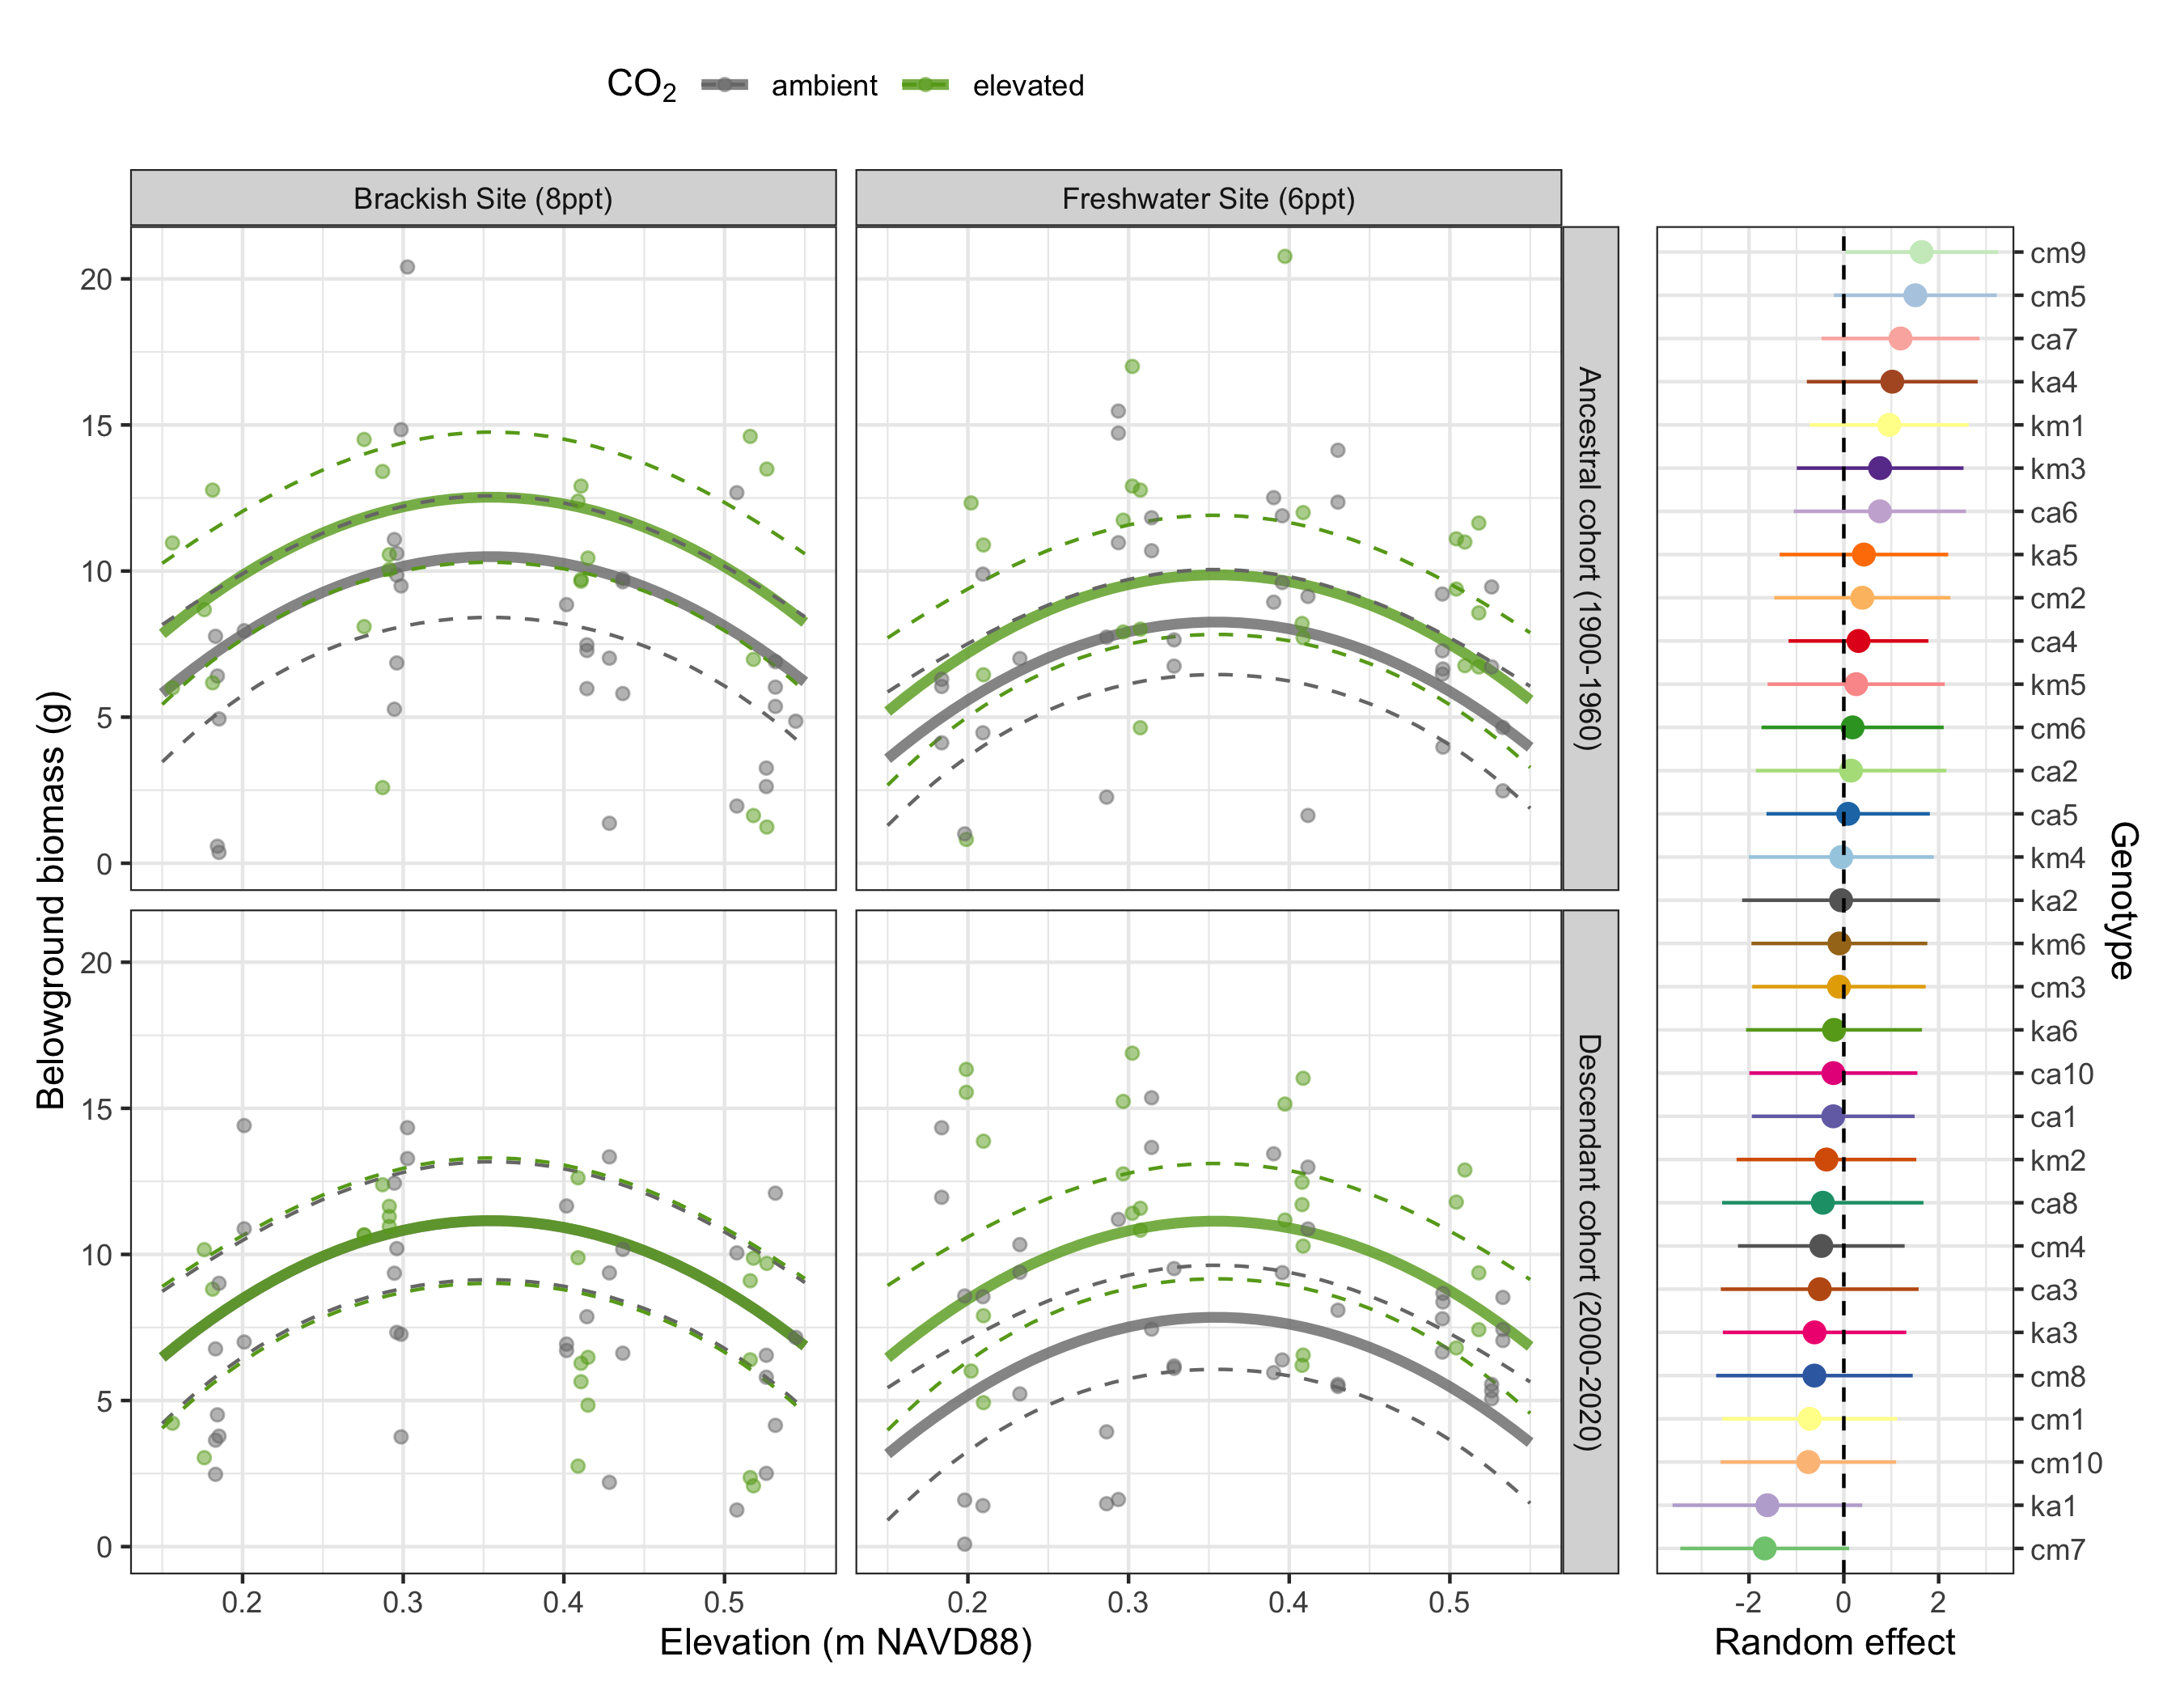 CO2 ambient elevated
Brackish Site (8ppt) Freshwater Site (6ppt)
Ancestral cohort (1900-1960)
Descendant cohort (2000-2020)
Belowground biomass (g)
20
15
10
5
0
20
15
10
5
0
0.2 0.3 0.4 0.5 0.2 0.3 0.4 0.5
Elevation (m NAVD88)
cm9
cm5
ca7
ka4
km1
km3
ca6
ka5
cm2
ca4
km5
cm6
ca2
ca5
km4
ka2
km6
cm3
ka6
ca10
ca1
km2
ca8
cm4
ca3
ka3
cm8
cm1
cm10
ka1
cm7
Genotype
-2 0 2
Random effect